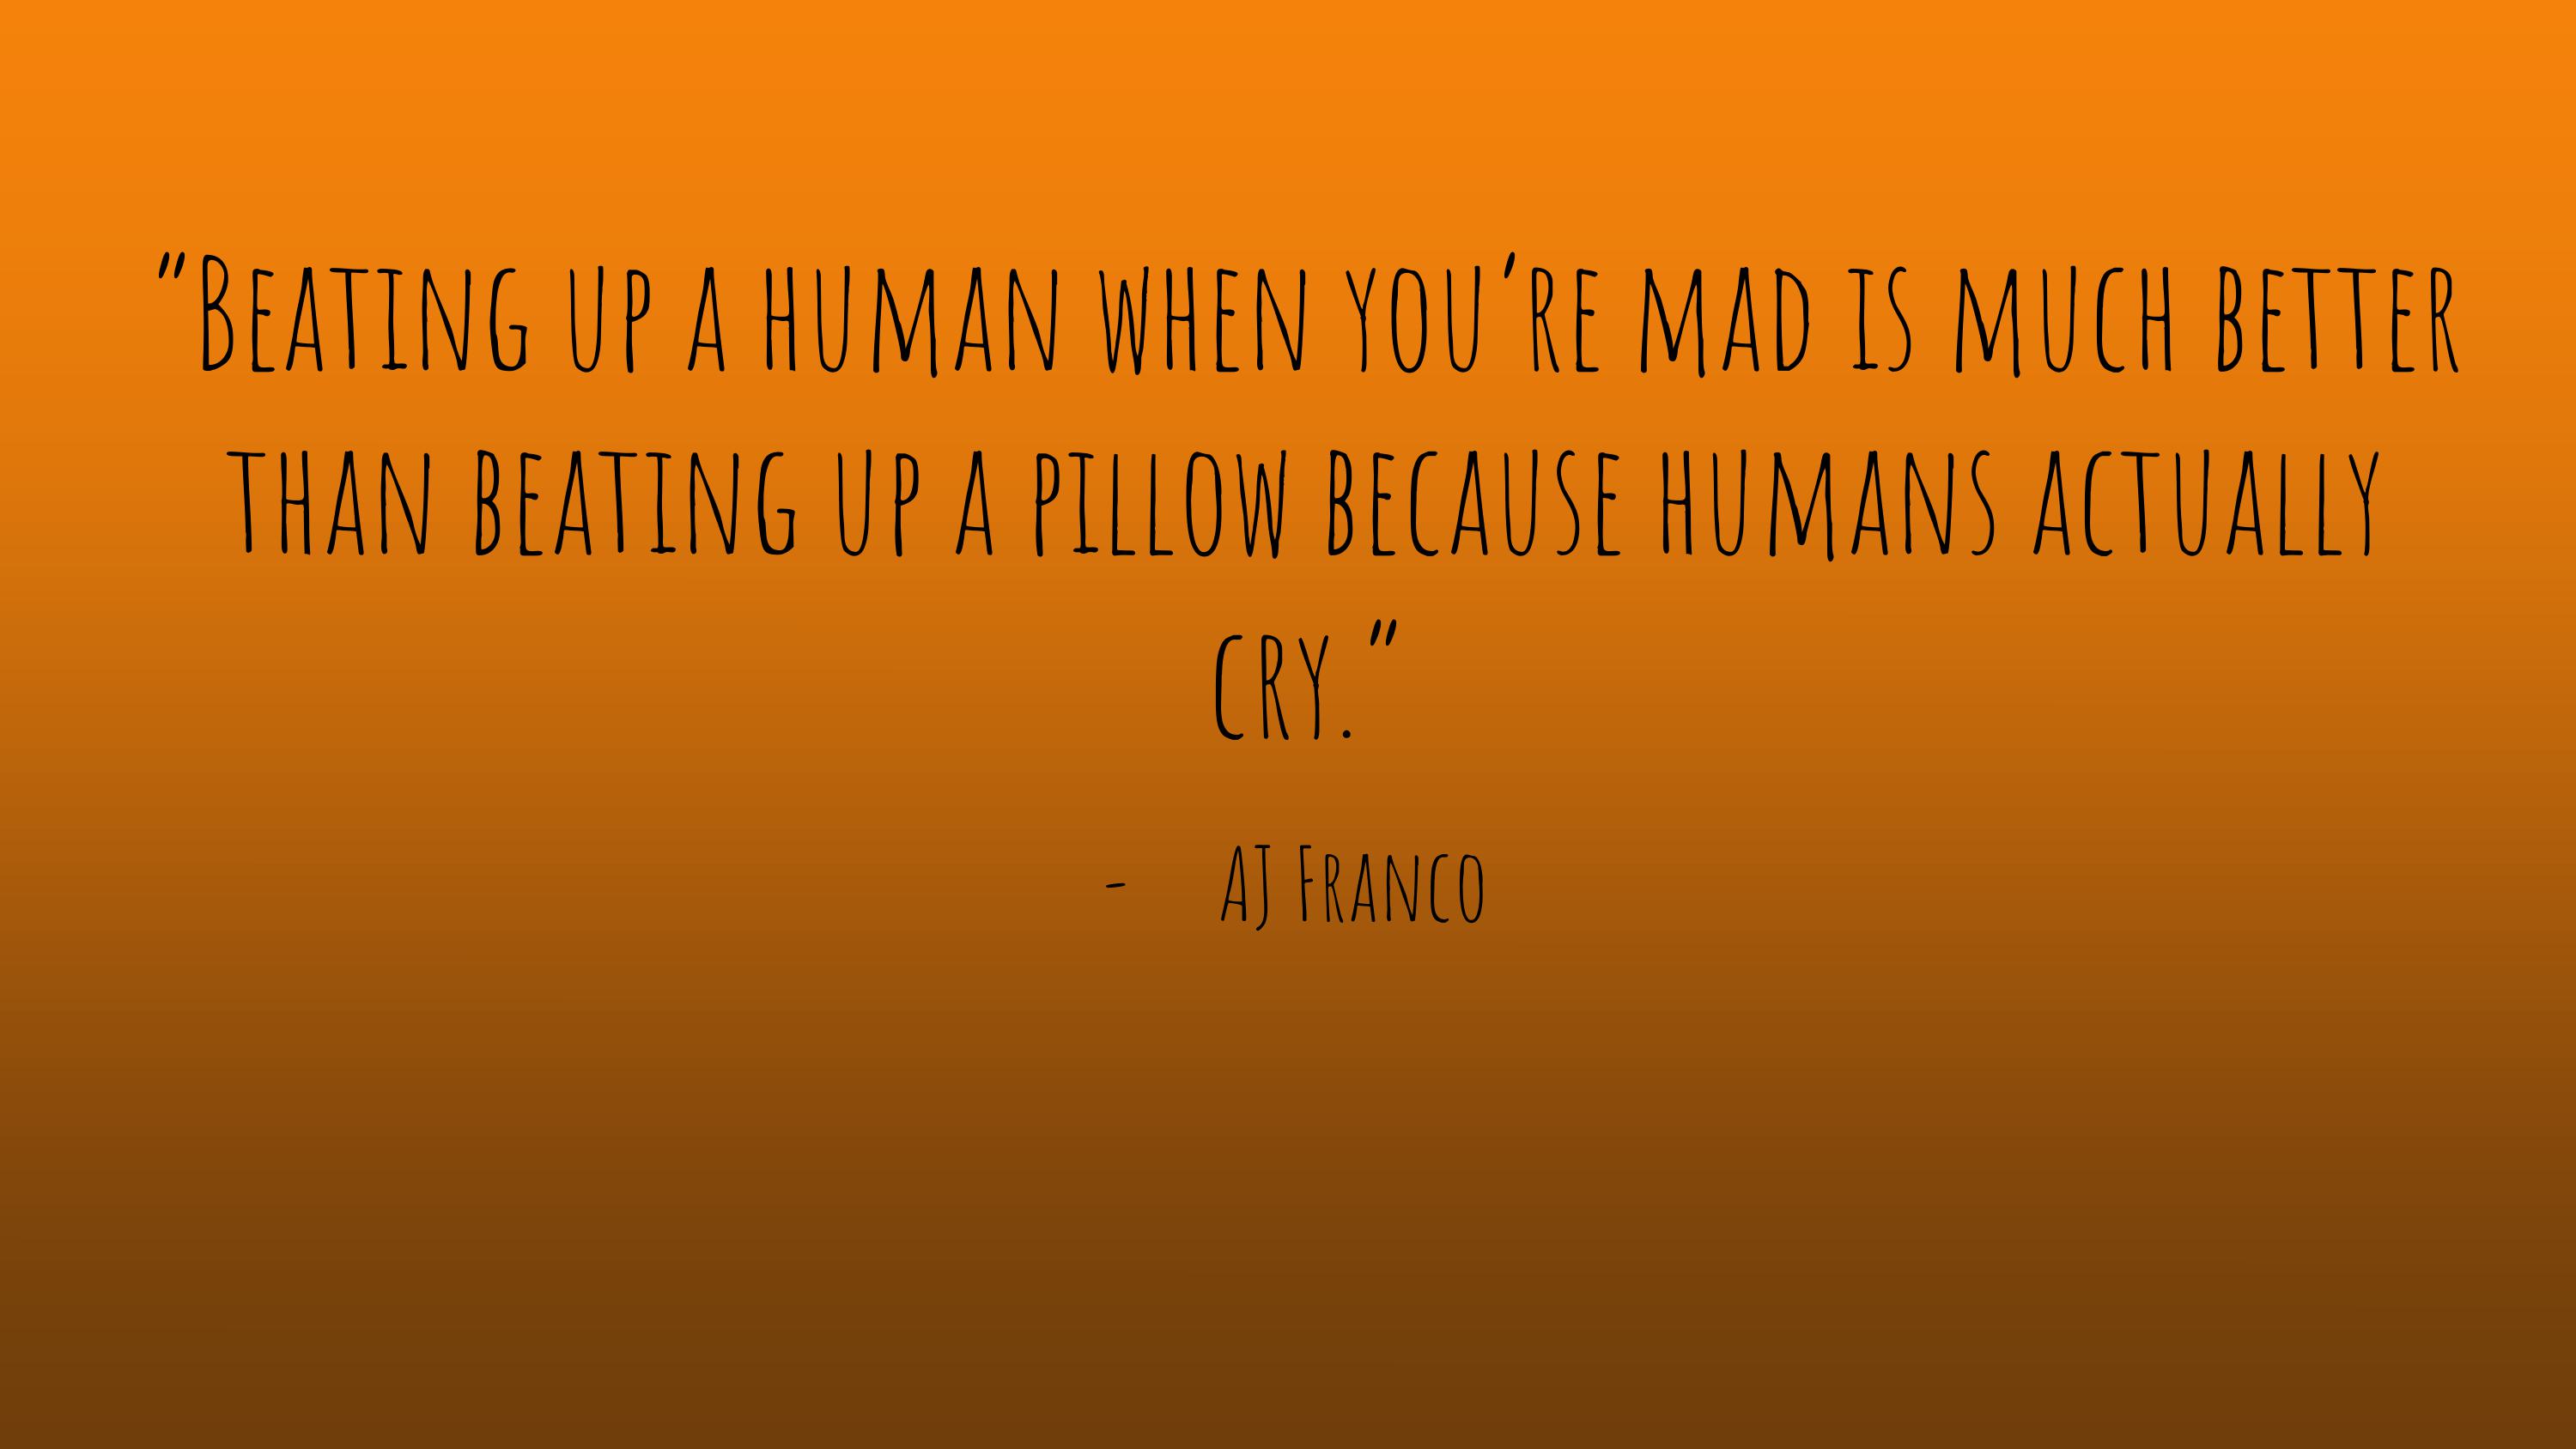 "Beating up a human when you're mad is much better
than beating up a pillow because humans actually
cry."
- AJ Franco